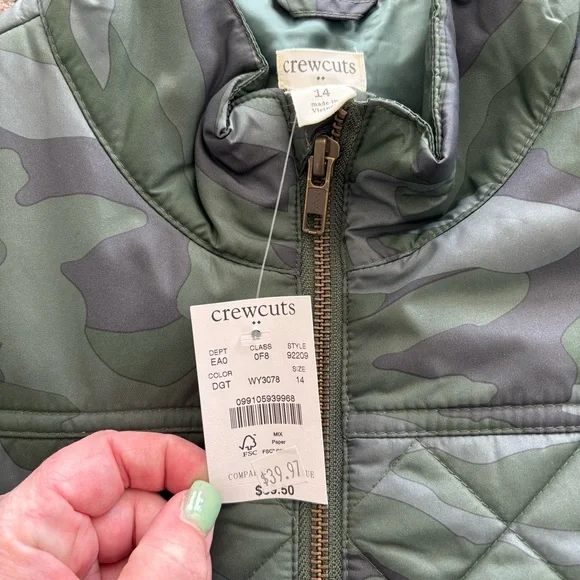 crewcuts
14
made in
crewcuts
DEPT CLASS STYLE
EA0 0F8 92209
COLOR SIZE
DGT WY3078 14
099105939968
FSC MIX
Paper
$39.97